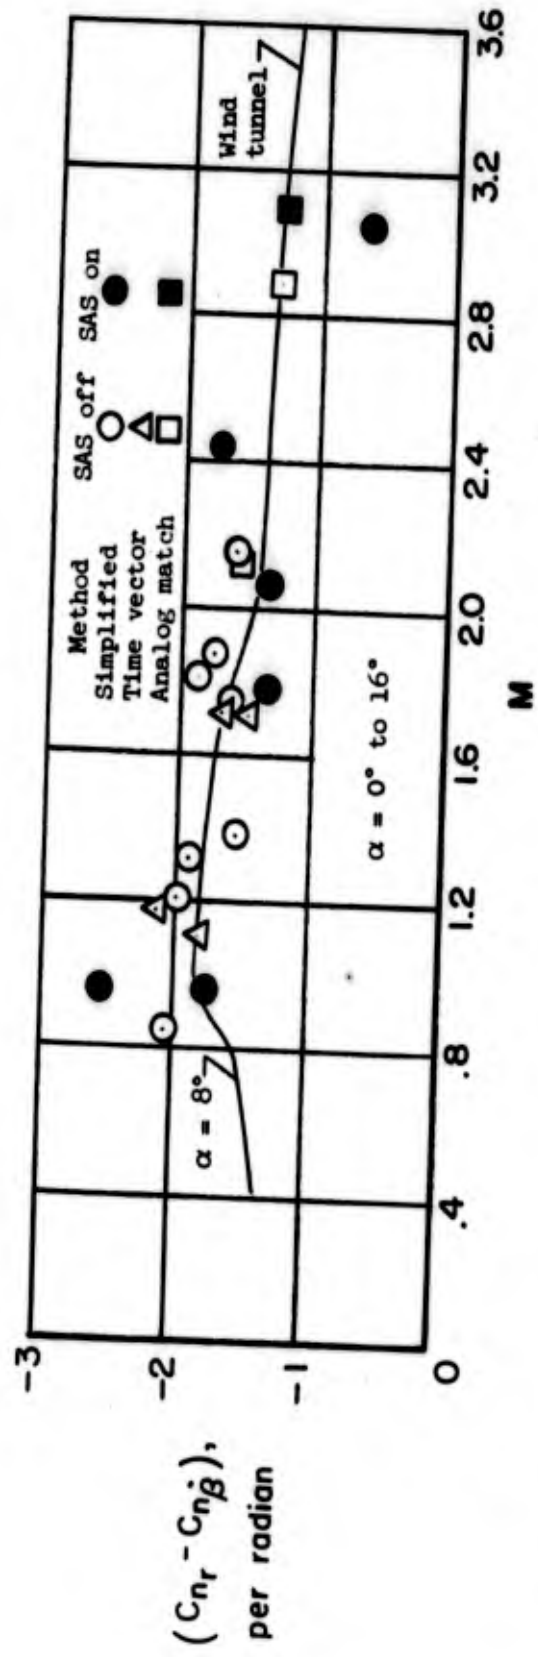 (Cnr - Cnβ̇),
per radian
-3
-2
-1
0
Method SAS off SAS on
Simplified
Time vector
Analog match
Wind
tunnel
α = 8°
α = 0° to 16°
.4 .8 1.2 1.6 2.0 2.4 2.8 3.2 3.6
M